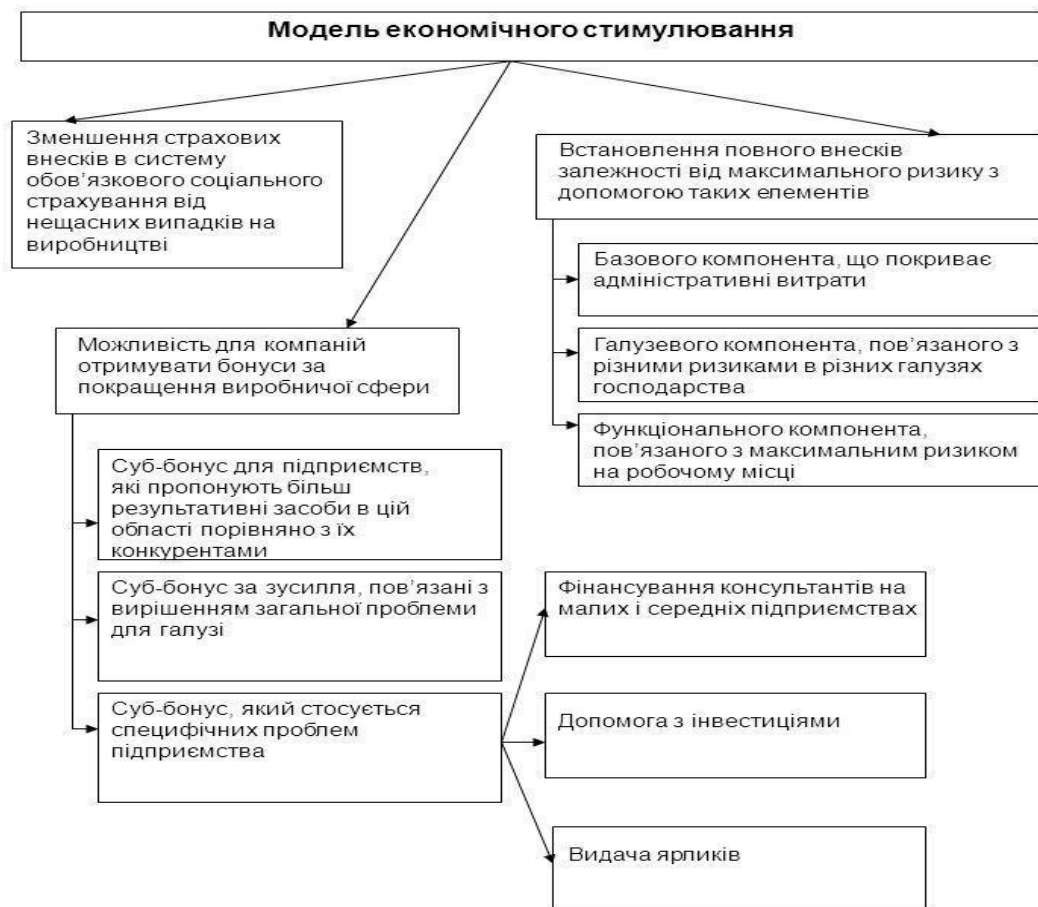 Модель економічного стимулювання
Зменшення страхових
внесків в систему
обов’язкового соціального
страхування від
нещасних випадків на
виробництві
Встановлення повного внесків
залежності від максимального ризику з
допомогою таких елементів
Базового компонента, що покриває
адміністративні витрати
Галузевого компонента, пов’язаного з
різними ризиками в різних галузях
господарства
Функціонального компонента,
пов’язаного з максимальним ризиком
на робочому місці
Можливість для компаній
отримувати бонуси за
покращення виробничої сфери
Суб-бонус для підприємств,
які пропонують більш
результативні засоби в цій
області порівняно з їх
конкурентами
Суб-бонус за зусилля, пов’язані з
вирішенням загальної проблеми
для галузі
Суб-бонус, який стосується
специфічних проблем
підприємства
Фінансування консультантів на
малих і середніх підприємствах
Допомога з інвестиціями
Видача ярликів